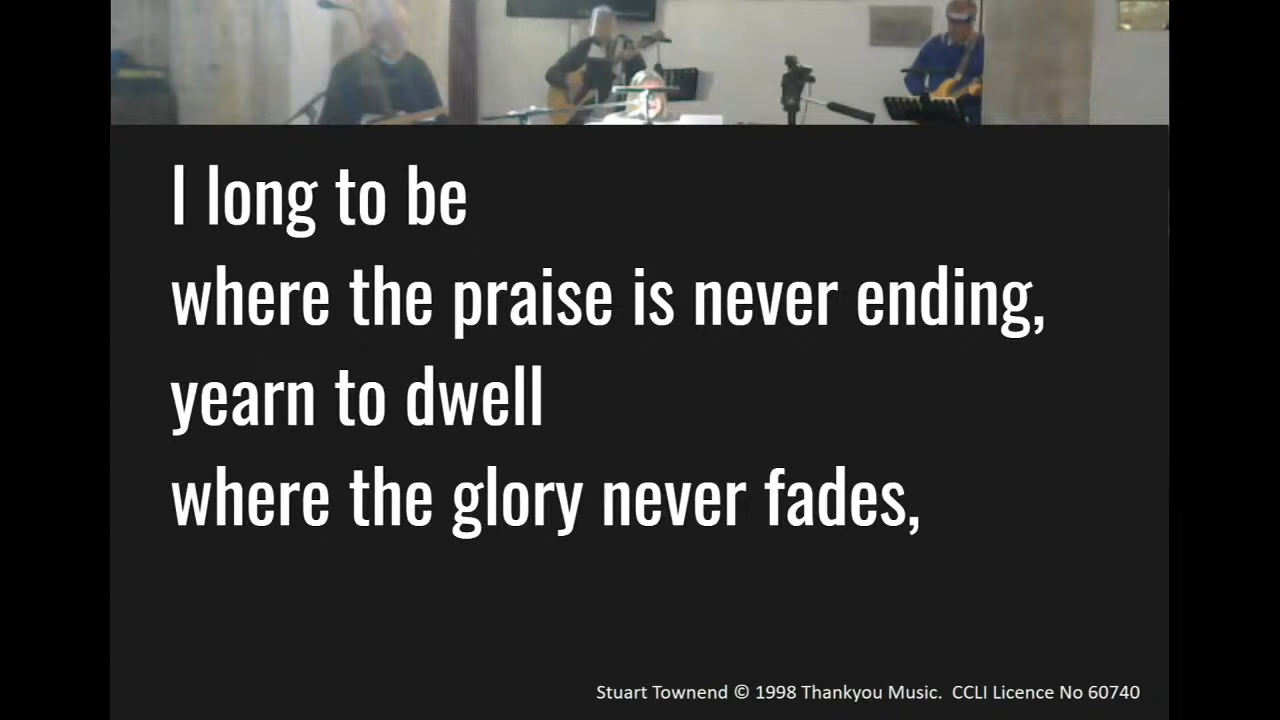 I long to be
where the praise is never ending,
yearn to dwell
where the glory never fades,
Stuart Townend © 1998 Thankyou Music.  CCLI Licence No 60740